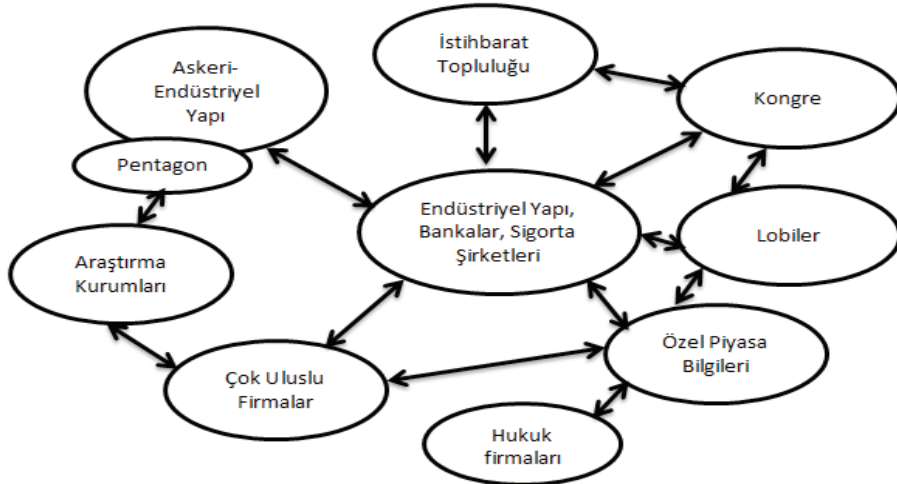 İstihbarat
Topluluğu
Askeri-
Endüstriyel
Yapı
Kongre
Pentagon
Endüstriyel Yapı,
Bankalar, Sigorta
Şirketleri
Lobiler
Araştırma
Kurumları
Özel Piyasa
Bilgileri
Çok Uluslu
Firmalar
Hukuk
firmaları